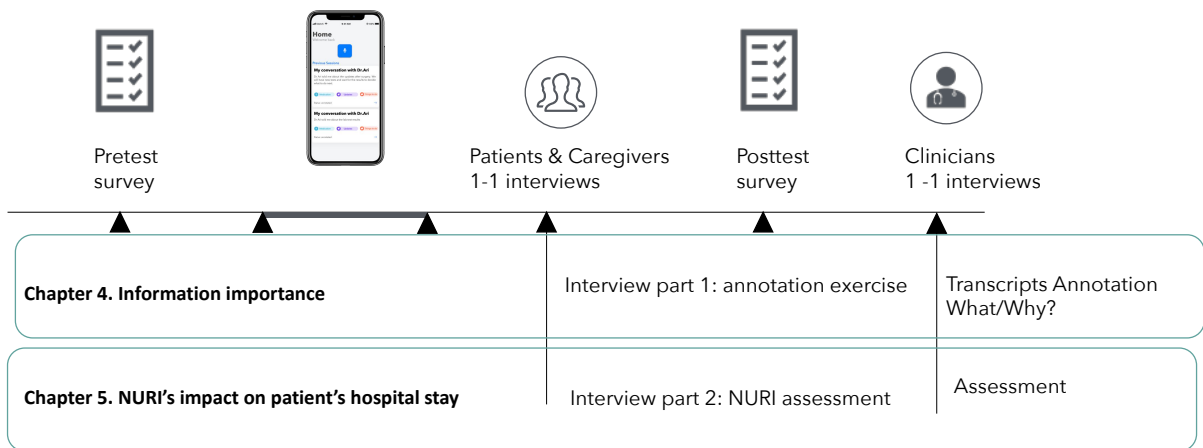 Home
My conversation with Dr.Ari
My conversation with Dr.Ari
Pretest
survey
Patients & Caregivers
1-1 interviews
Posttest
survey
Clinicians
1 -1 interviews
Chapter 4. Information importance
Interview part 1: annotation exercise
Transcripts Annotation
What/Why?
Chapter 5. NURI’s impact on patient’s hospital stay
Interview part 2: NURI assessment
Assessment